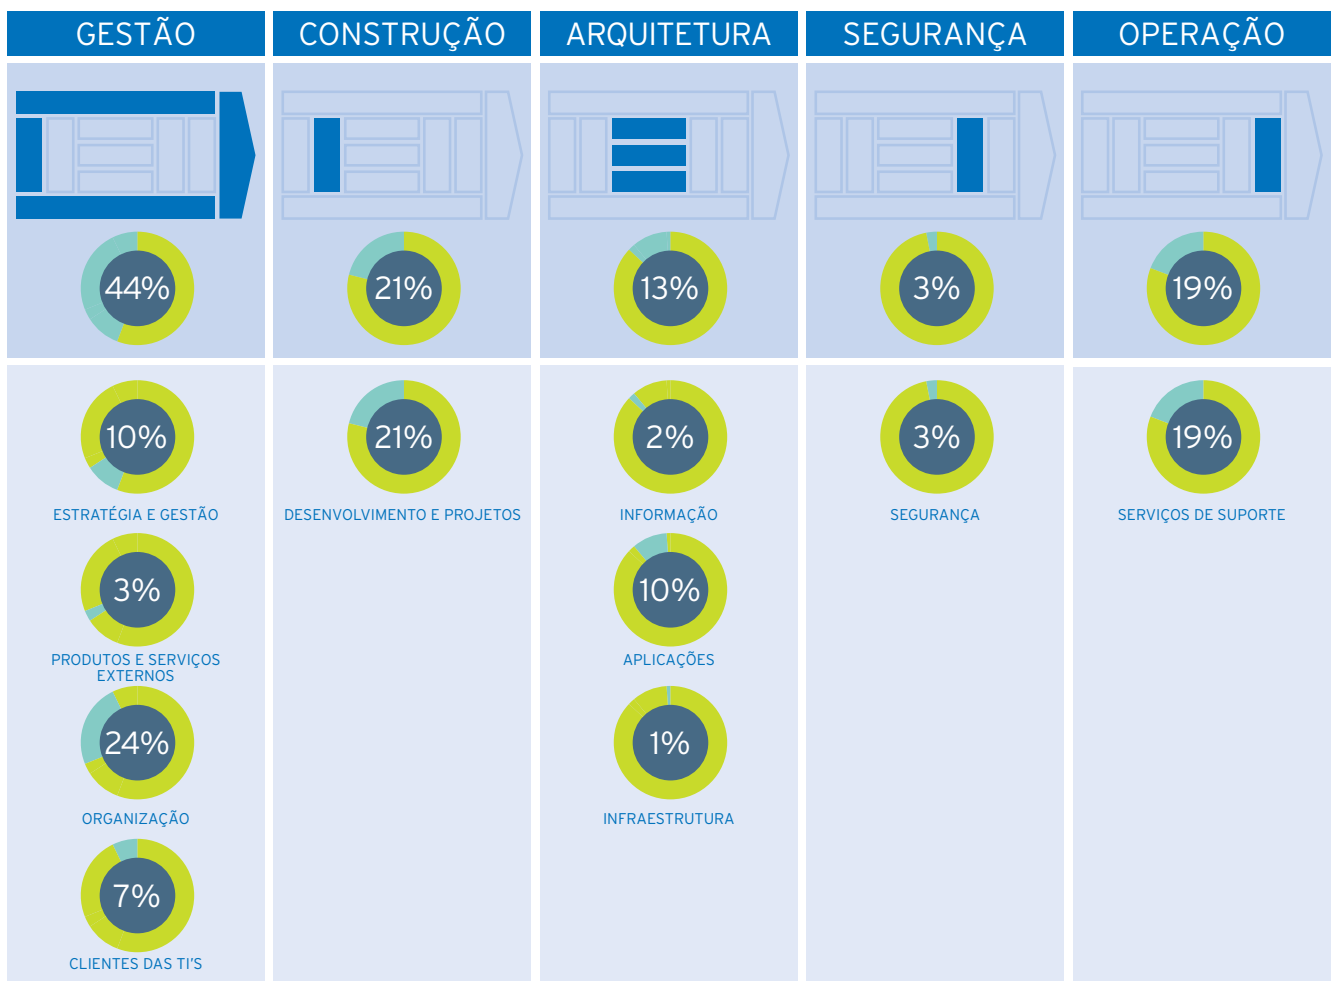 GESTÃO
44%
10%
ESTRATÉGIA E GESTÃO
3%
PRODUTOS E SERVIÇOS
EXTERNOS
24%
ORGANIZAÇÃO
7%
CLIENTES DAS TI'S
CONSTRUÇÃO
21%
21%
DESENVOLVIMENTO E PROJETOS
ARQUITETURA
13%
2%
INFORMAÇÃO
10%
APLICAÇÕES
1%
INFRAESTRUTURA
SEGURANÇA
3%
3%
SEGURANÇA
OPERAÇÃO
19%
19%
SERVIÇOS DE SUPORTE